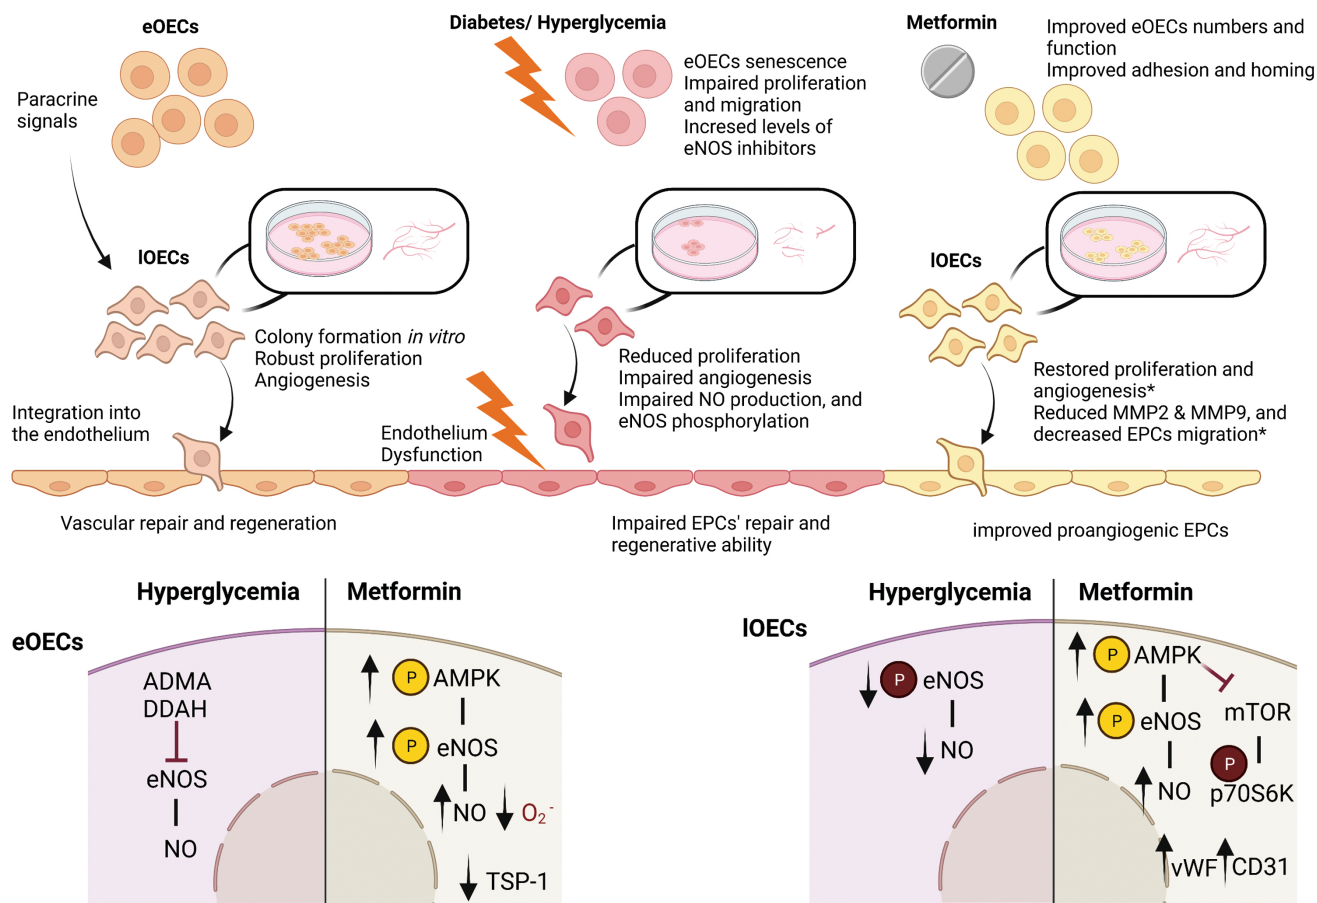 eOECs
Paracrine
signals
lOECs
Colony formation in vitro
Robust proliferation
Angiogenesis
Integration into
the endothelium
Vascular repair and regeneration
Diabetes/ Hyperglycemia
eOECs senescence
Impaired proliferation
and migration
Incresed levels of
eNOS inhibitors
Reduced proliferation
Impaired angiogenesis
Impaired NO production, and
eNOS phosphorylation
Endothelium
Dysfunction
Impaired EPCs' repair and
regenerative ability
Metformin
Improved eOECs numbers and
function
Improved adhesion and homing
lOECs
Restored proliferation and
angiogenesis*
Reduced MMP2 & MMP9, and
decreased EPCs migration*
improved proangiogenic EPCs
eOECs
Hyperglycemia
ADMA
DDAH
eNOS
NO
Metformin
P AMPK
P eNOS
NO O2-
TSP-1
lOECs
Hyperglycemia
P eNOS
NO
Metformin
P AMPK
mTOR
P eNOS
P
NO p70S6K
vWF CD31